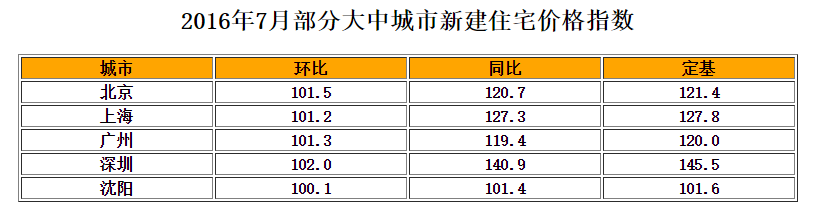 2016年7月部分大中城市新建住宅价格指数
城市 环比 同比 定基
北京 101.5 120.7 121.4
上海 101.2 127.3 127.8
广州 101.3 119.4 120.0
深圳 102.0 140.9 145.5
沈阳 100.1 101.4 101.6